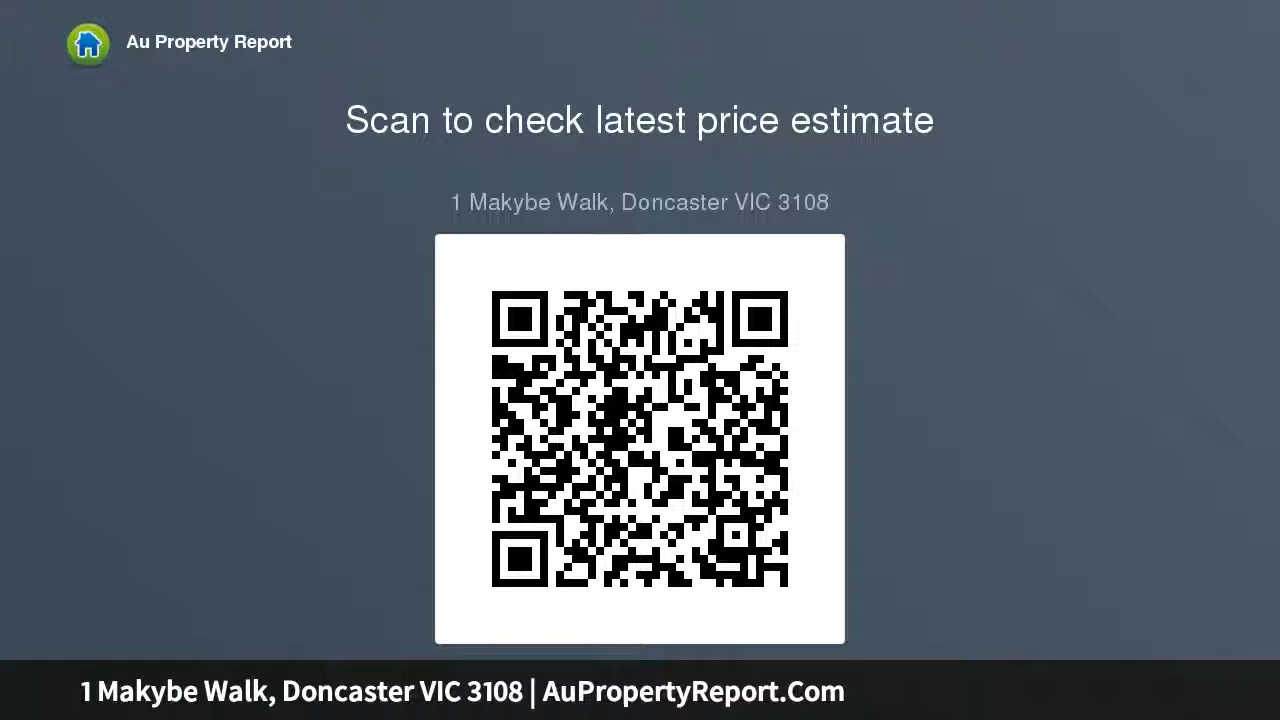 Au Property Report
Scan to check latest price estimate
1 Makybe Walk, Doncaster VIC 3108
1 Makybe Walk, Doncaster VIC 3108 | AuPropertyReport.Com